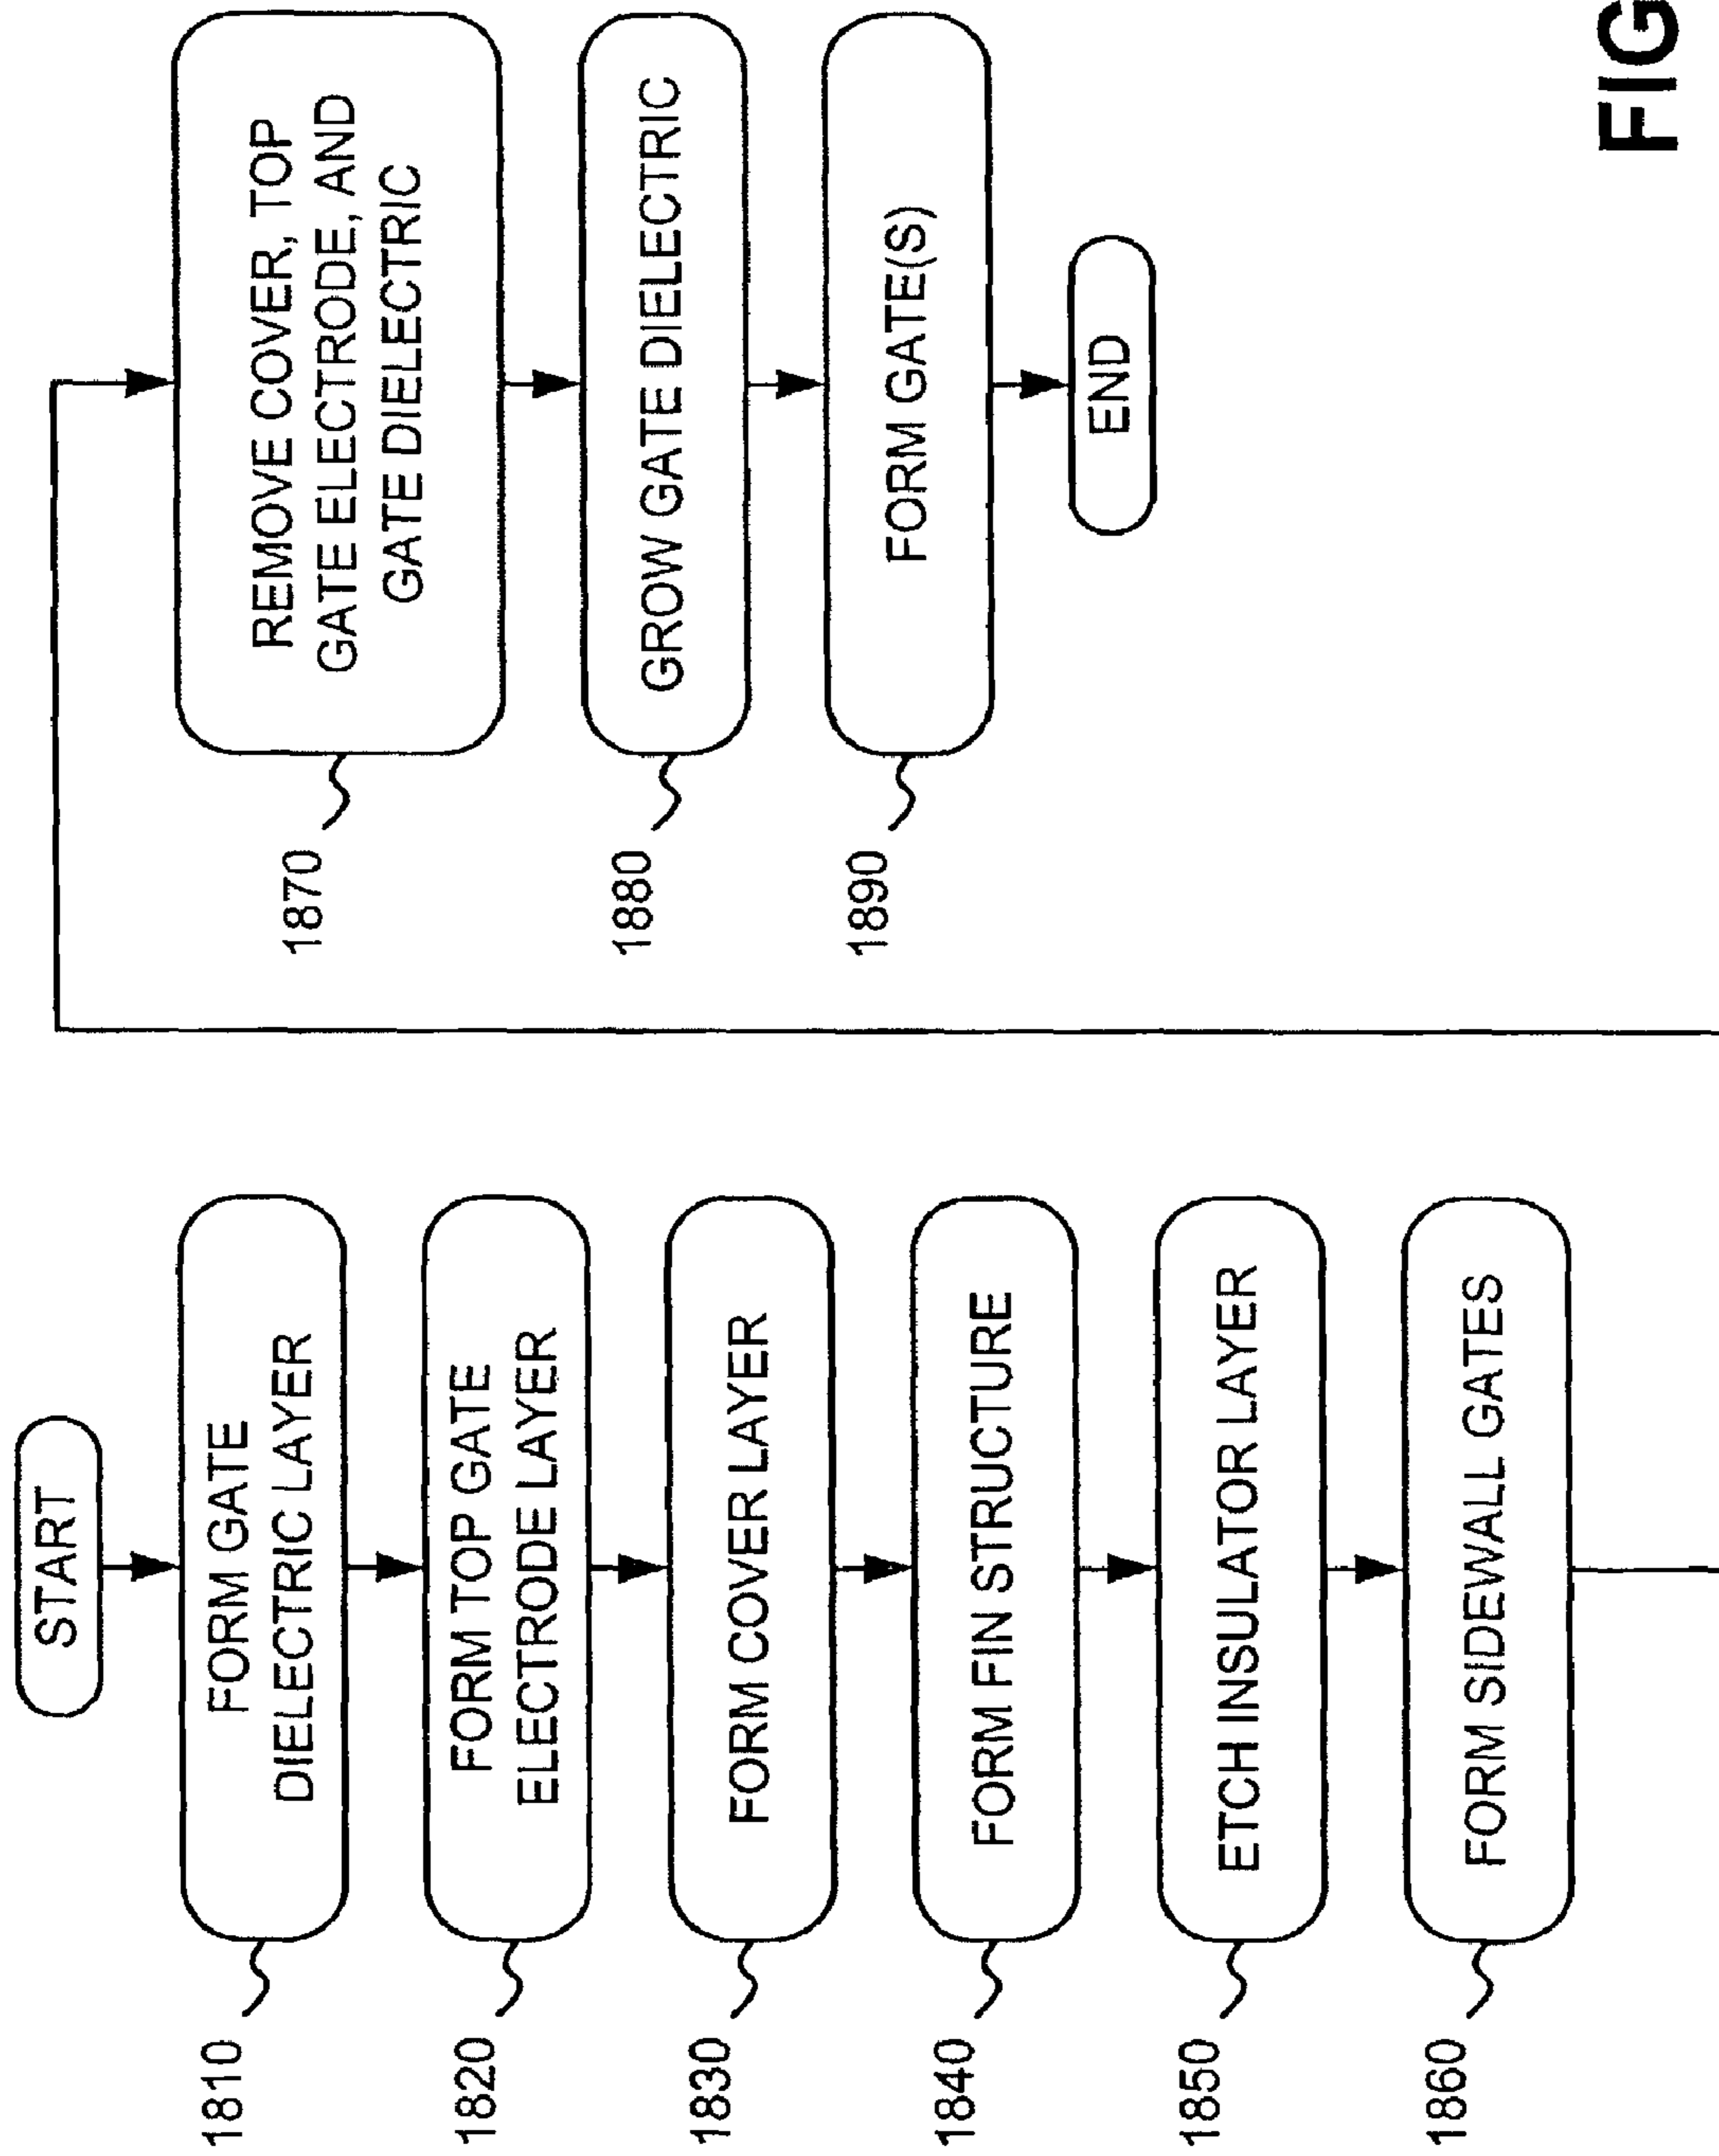 START
1810
FORM GATE
DIELECTRIC LAYER
1820
FORM TOP GATE
ELECTRODE LAYER
1830
FORM COVER LAYER
1840
FORM FIN STRUCTURE
1850
ETCH INSULATOR LAYER
1860
FORM SIDEWALL GATES
1870
REMOVE COVER, TOP
GATE ELECTRODE, AND
GATE DIELECTRIC
1880
GROW GATE DIELECTRIC
1890
FORM GATE(S)
END
FIG